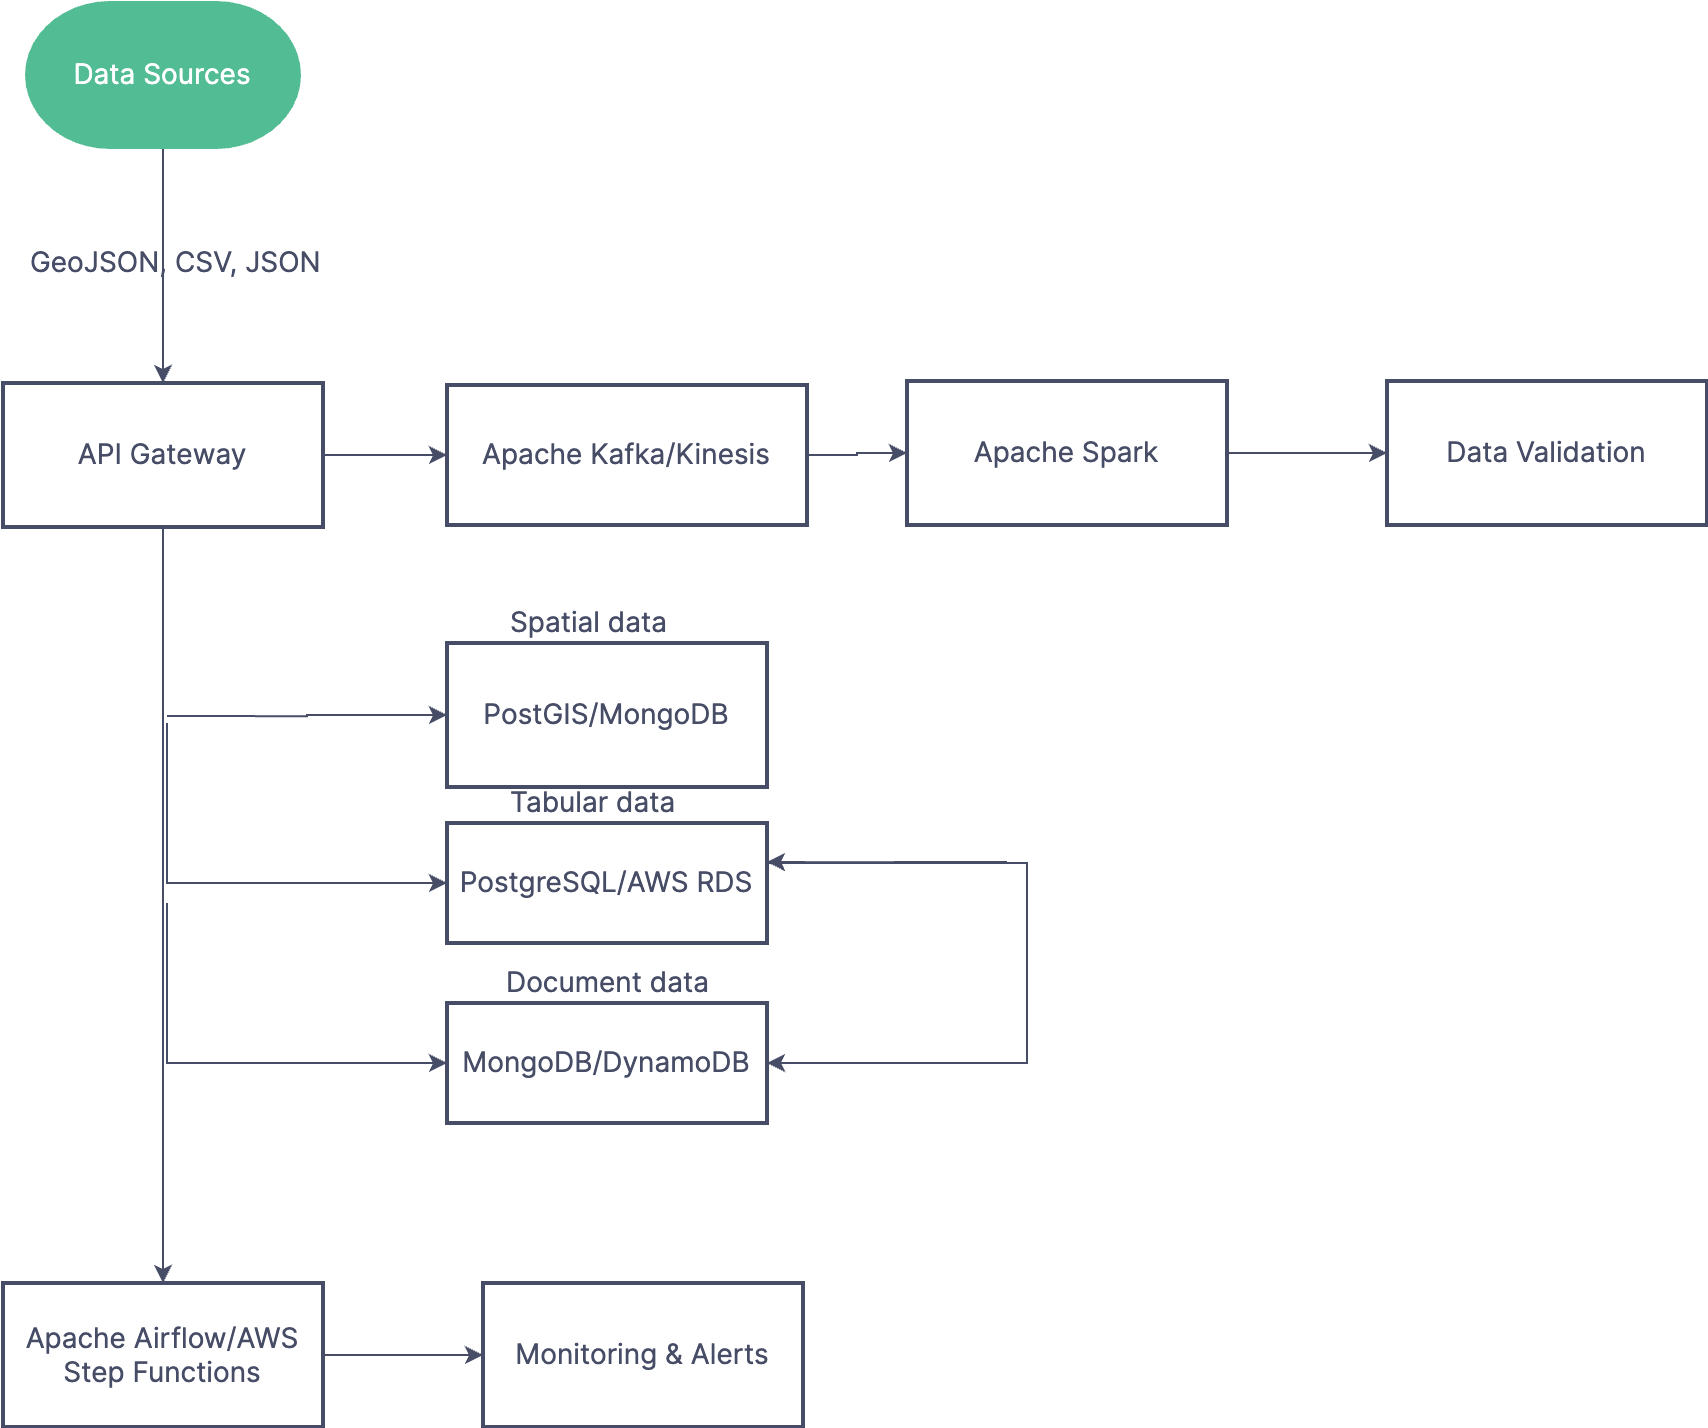 Data Sources
GeoJSON, CSV, JSON
API Gateway
Apache Kafka/Kinesis
Apache Spark
Data Validation
Spatial data
PostGIS/MongoDB
Tabular data
PostgreSQL/AWS RDS
Document data
MongoDB/DynamoDB
Apache Airflow/AWS
Step Functions
Monitoring & Alerts